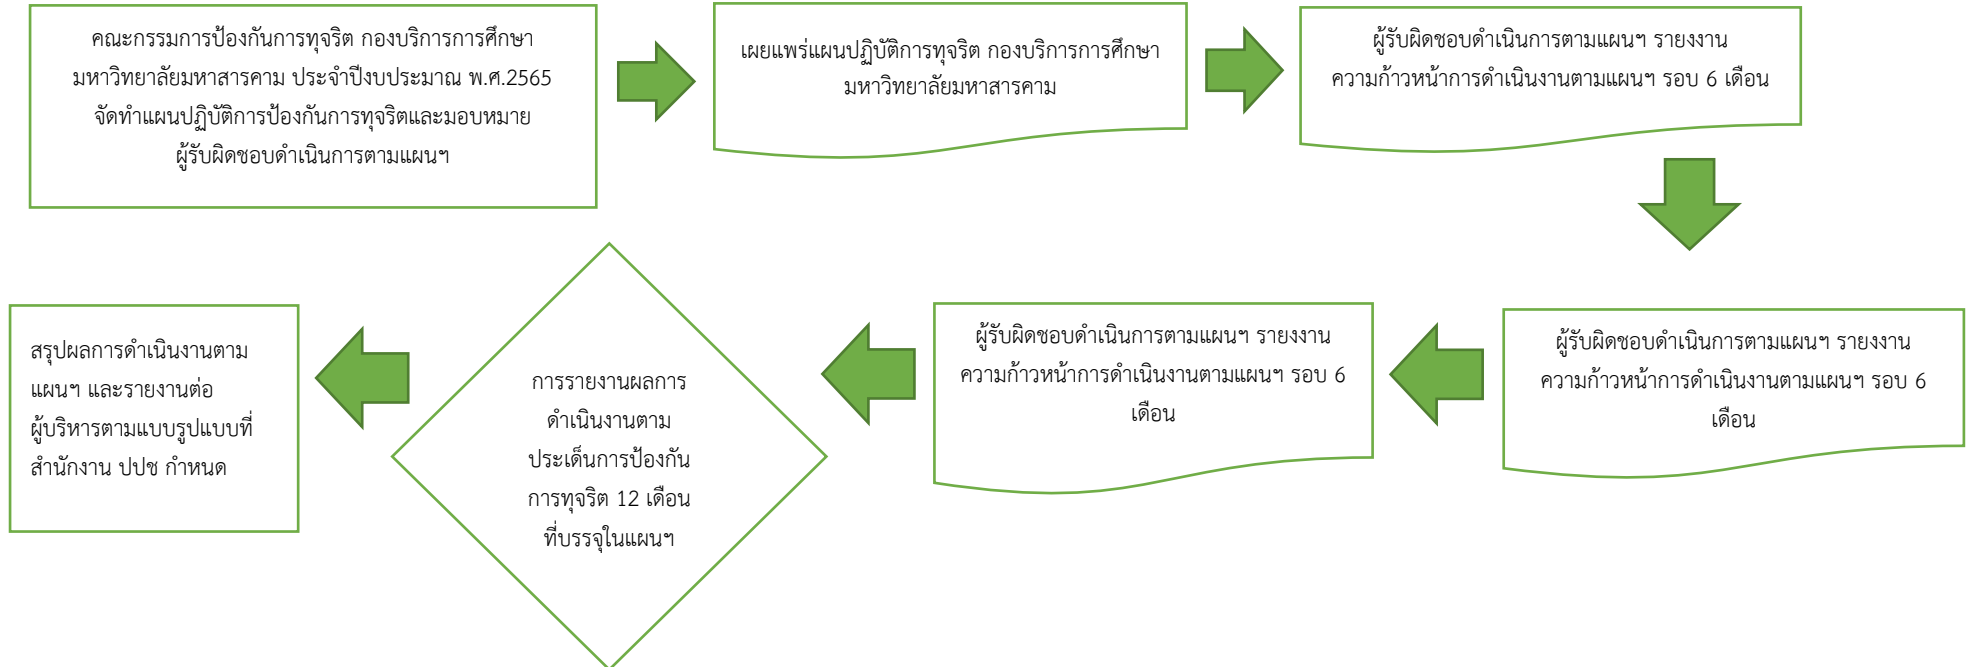 คณะกรรมการป้องกันการทุจริต กองบริการการศึกษา
มหาวิทยาลัยมหาสารคาม ประจำปีงบประมาณ พ.ศ.2565
จัดทำแผนปฏิบัติการป้องกันการทุจริตและมอบหมาย
ผู้รับผิดชอบดำเนินการตามแผนฯ
เผยแพร่แผนปฏิบัติการทุจริต กองบริการการศึกษา
มหาวิทยาลัยมหาสารคาม
ผู้รับผิดชอบดำเนินการตามแผนฯ รายงงาน
ความก้าวหน้าการดำเนินงานตามแผนฯ รอบ 6 เดือน
ผู้รับผิดชอบดำเนินการตามแผนฯ รายงงาน
ความก้าวหน้าการดำเนินงานตามแผนฯ รอบ 6
เดือน
ผู้รับผิดชอบดำเนินการตามแผนฯ รายงงาน
ความก้าวหน้าการดำเนินงานตามแผนฯ รอบ 6
เดือน
การรายงานผลการ
ดำเนินงานตาม
ประเด็นการป้องกัน
การทุจริต 12 เดือน
ที่บรรจุในแผนฯ
สรุปผลการดำเนินงานตาม
แผนฯ และรายงานต่อ
ผู้บริหารตามแบบรูปแบบที่
สำนักงาน ปปช กำหนด